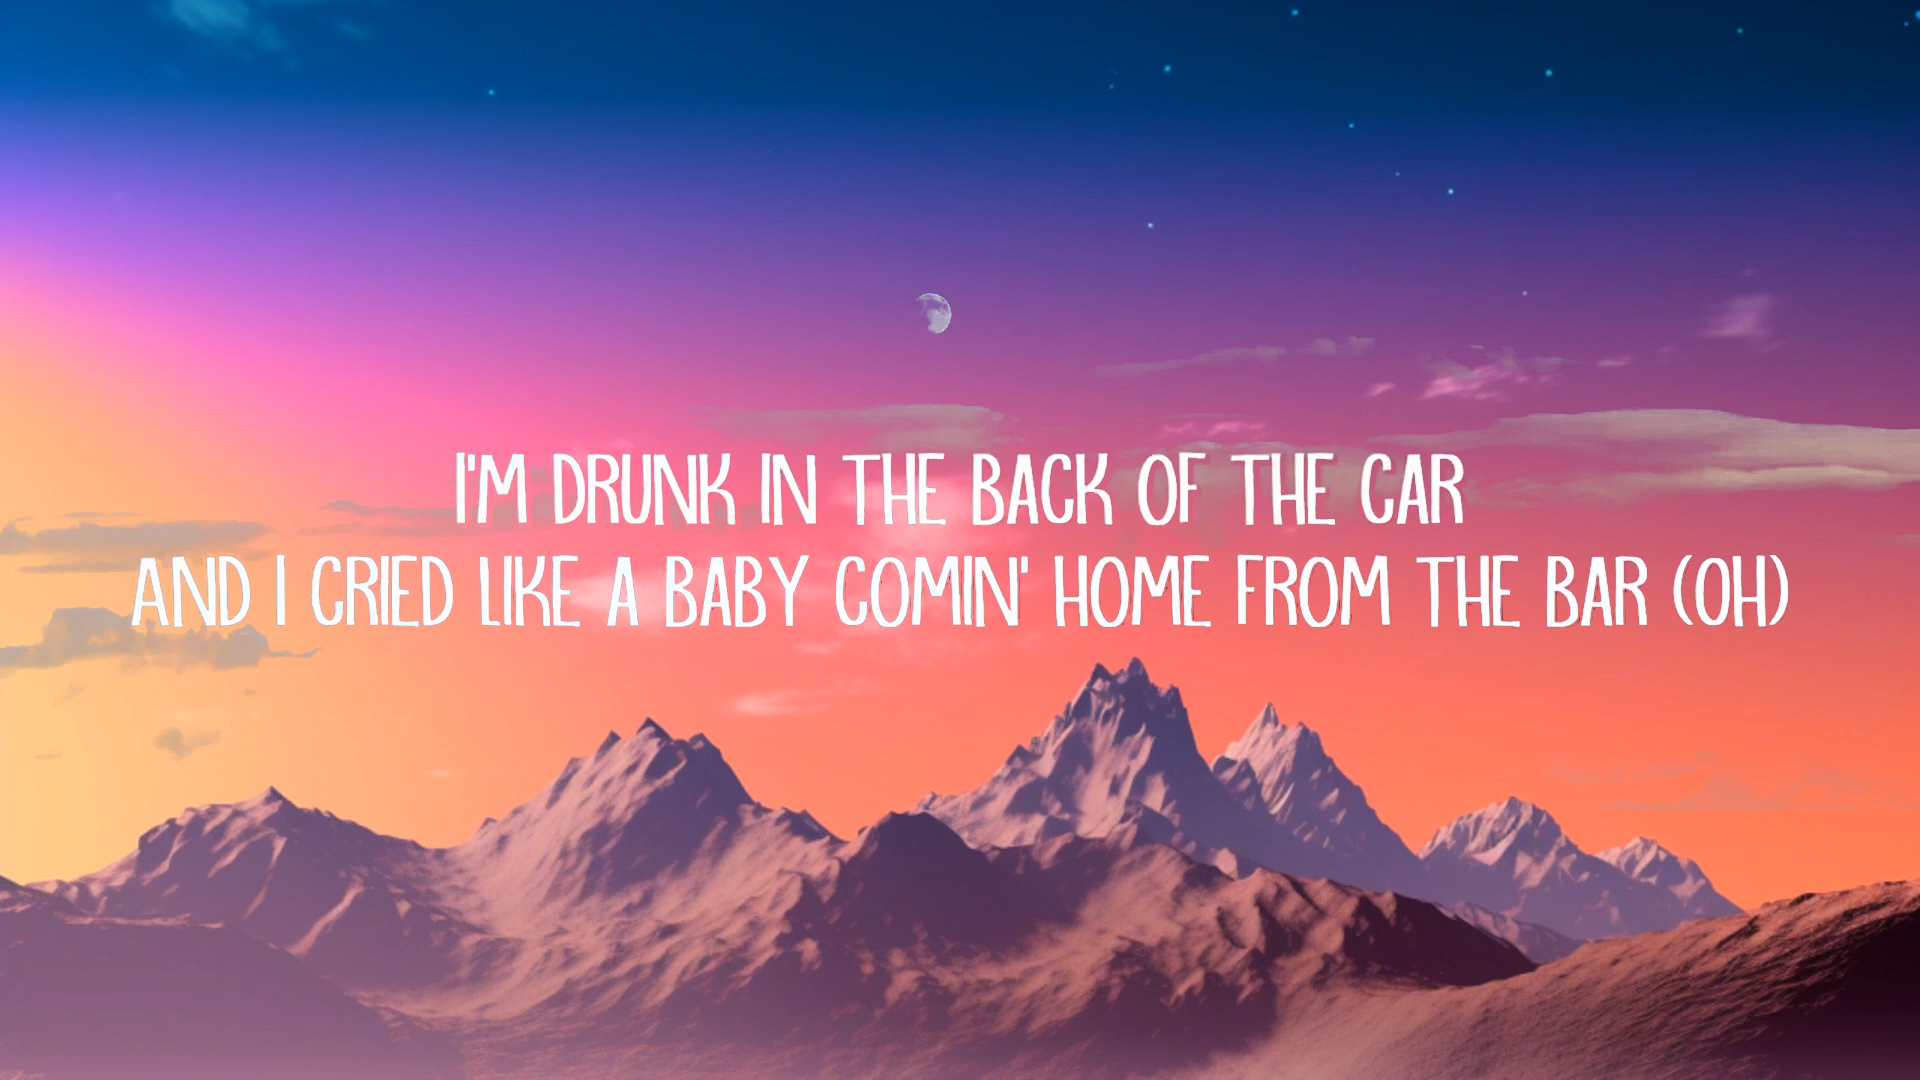 I'M DRUNK IN THE BACK OF THE CAR
AND I CRIED LIKE A BABY COMIN' HOME FROM THE BAR (OH)